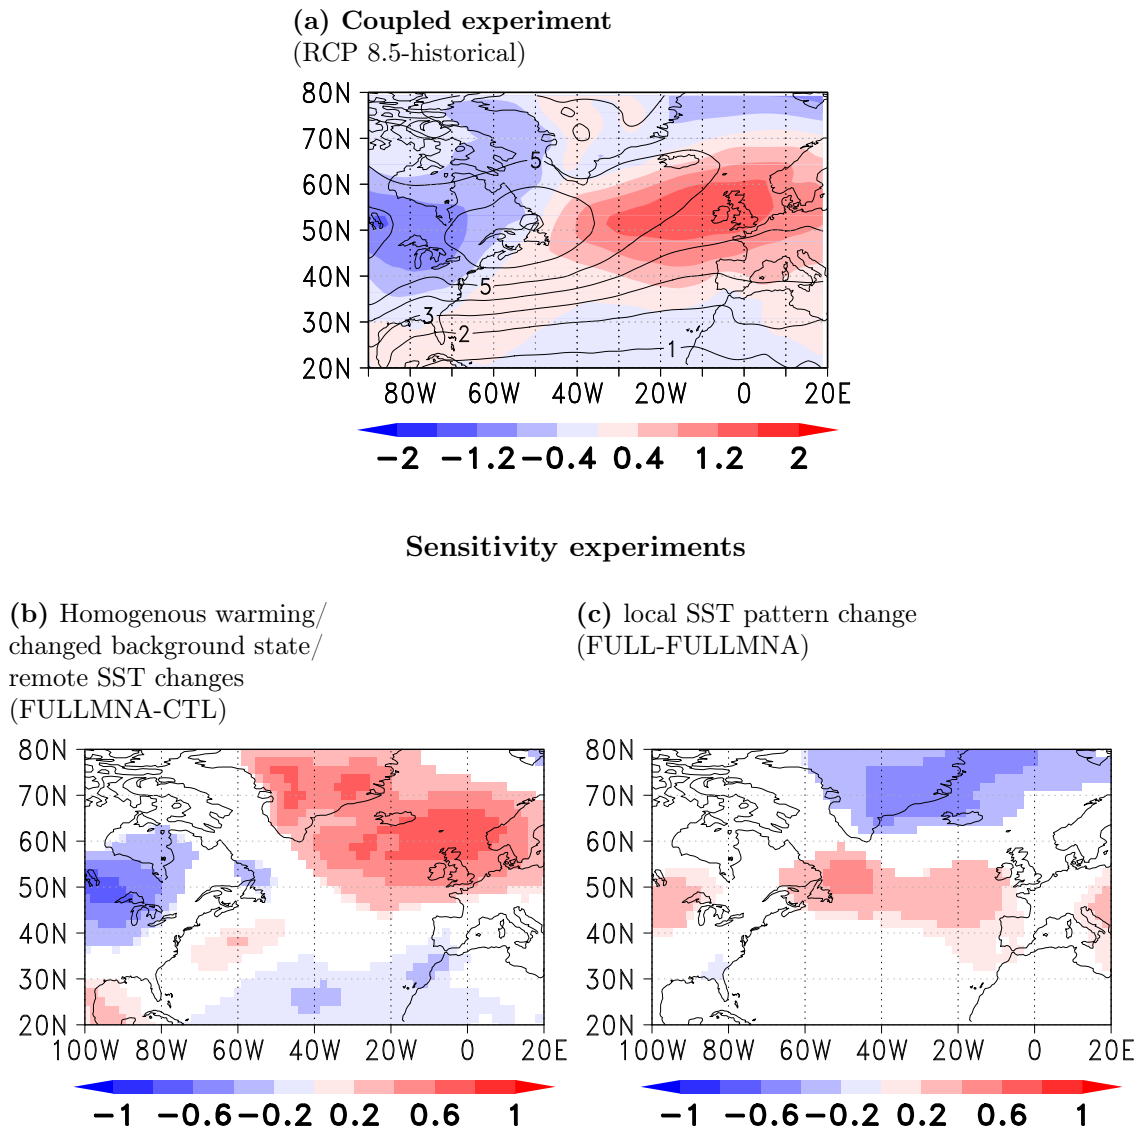 (a) Coupled experiment
(RCP 8.5-historical)
80N
70N
60N
50N
40N
30N
20N
5
5
3
2
1
80W 60W 40W 20W 0 20E
−2 −1.2 −0.4 0.4 1.2 2
Sensitivity experiments
(b) Homogenous warming/
changed background state/
remote SST changes
(FULLMNA-CTL)
80N
70N
60N
50N
40N
30N
20N
100W 80W 60W 40W 20W 0 20E
−1 −0.6 −0.2 0.2 0.6 1
(c) local SST pattern change
(FULL-FULLMNA)
80N
70N
60N
50N
40N
30N
20N
100W 80W 60W 40W 20W 0 20E
−1 −0.6 −0.2 0.2 0.6 1